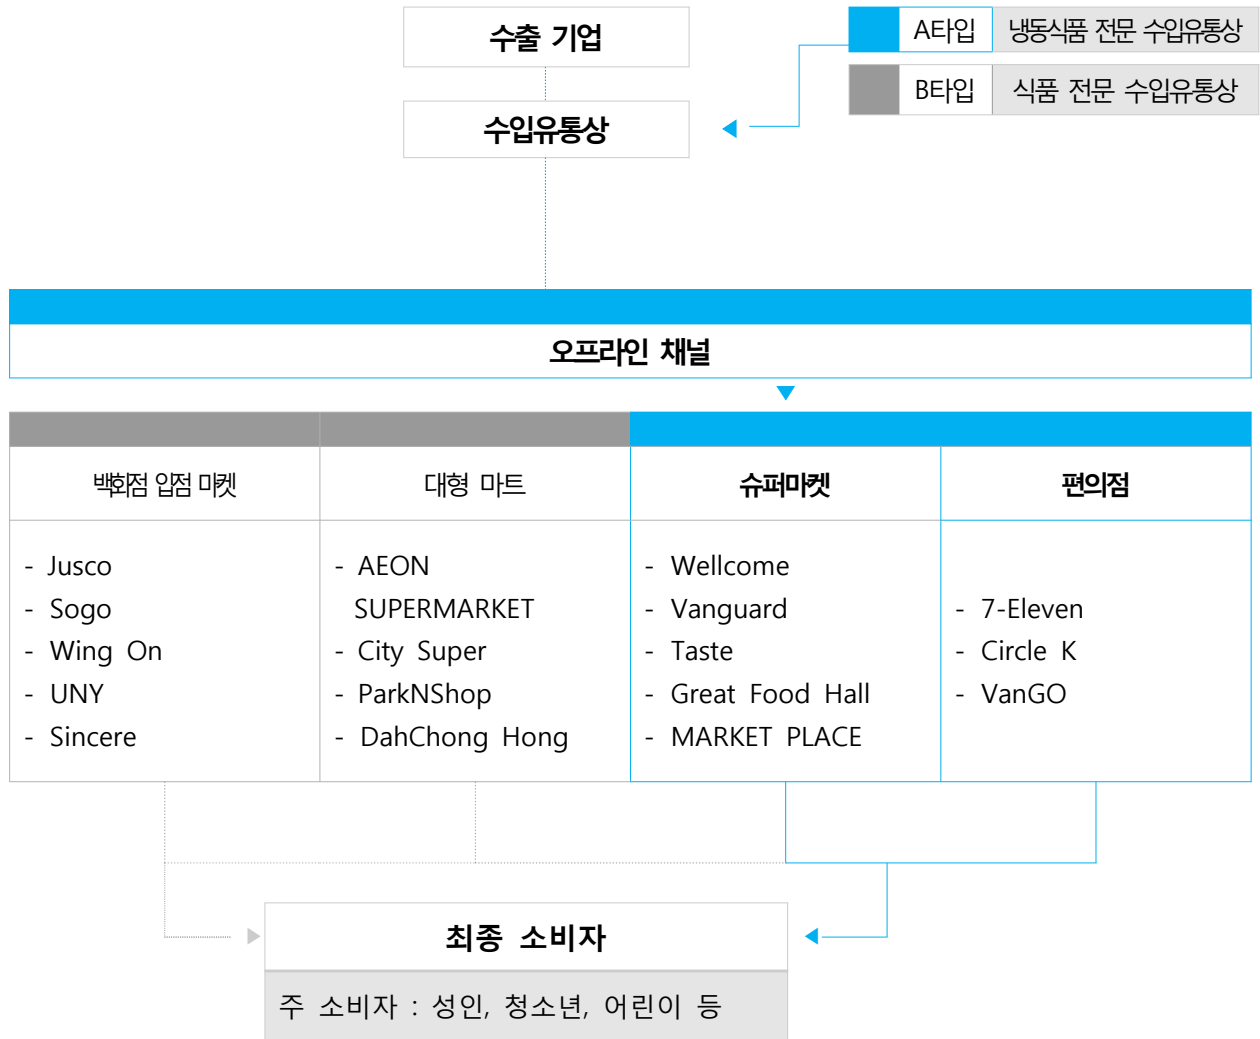 수출 기업
A타입 냉동식품 전문 수입유통상
B타입 식품 전문 수입유통상
수입유통상
오프라인 채널
백화점 입점 마켓
- Jusco
- Sogo
- Wing On
- UNY
- Sincere
대형 마트
- AEON
SUPERMARKET
- City Super
- ParkNShop
- DahChong Hong
슈퍼마켓
- Wellcome
- Vanguard
- Taste
- Great Food Hall
- MARKET PLACE
편의점
- 7-Eleven
- Circle K
- VanGO
최종 소비자
주 소비자 : 성인, 청소년, 어린이 등